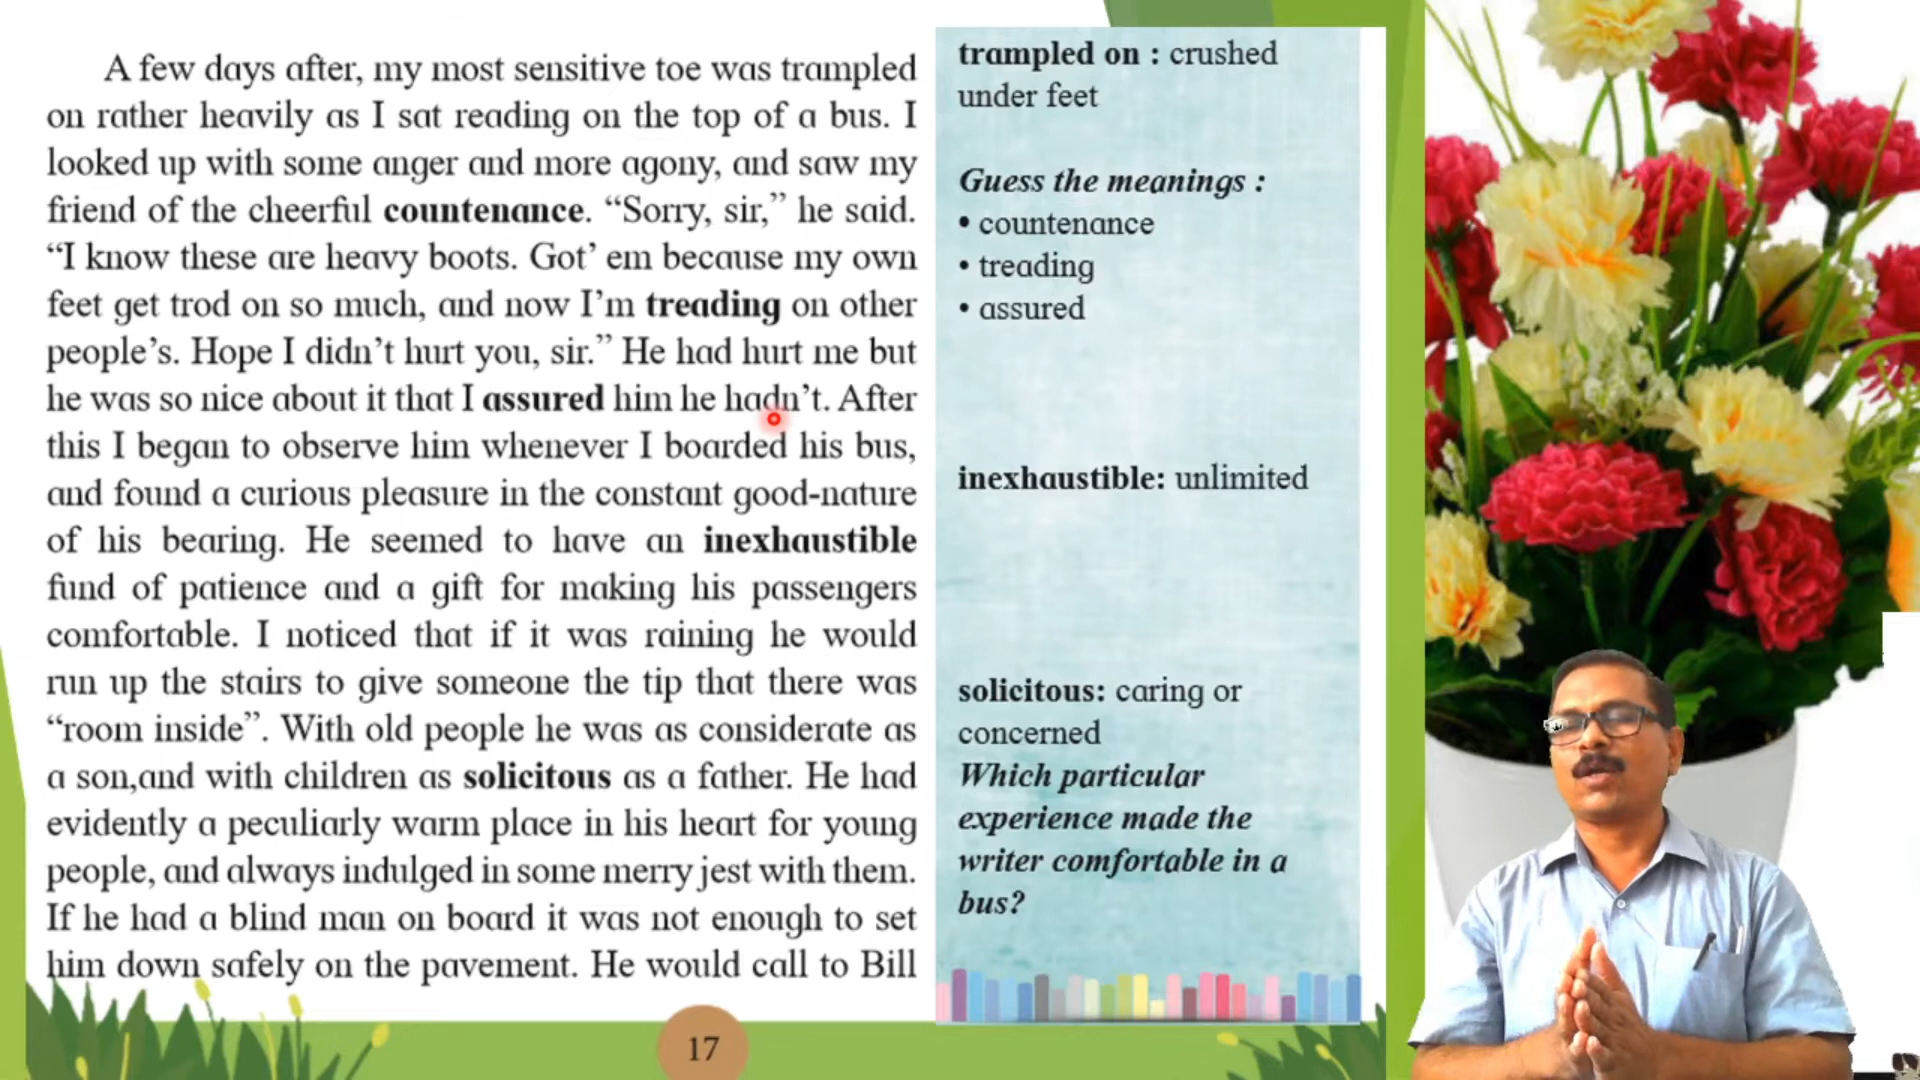 A few days after, my most sensitive toe was trampled
on rather heavily as I sat reading on the top of a bus. I
looked up with some anger and more agony, and saw my
friend of the cheerful countenance. “Sorry, sir,” he said.
“I know these are heavy boots. Got’ em because my own
feet get trod on so much, and now I’m treading on other
people’s. Hope I didn’t hurt you, sir.” He had hurt me but
he was so nice about it that I assured him he hadn’t. After
this I began to observe him whenever I boarded his bus,
and found a curious pleasure in the constant good-nature
of his bearing. He seemed to have an inexhaustible
fund of patience and a gift for making his passengers
comfortable. I noticed that if it was raining he would
run up the stairs to give someone the tip that there was
“room inside”. With old people he was as considerate as
a son,and with children as solicitous as a father. He had
evidently a peculiarly warm place in his heart for young
people, and always indulged in some merry jest with them.
If he had a blind man on board it was not enough to set
him down safely on the pavement. He would call to Bill
trampled on : crushed
under feet
Guess the meanings :
• countenance
• treading
• assured
inexhaustible: unlimited
solicitous: caring or
concerned
Which particular
experience made the
writer comfortable in a
bus?
17